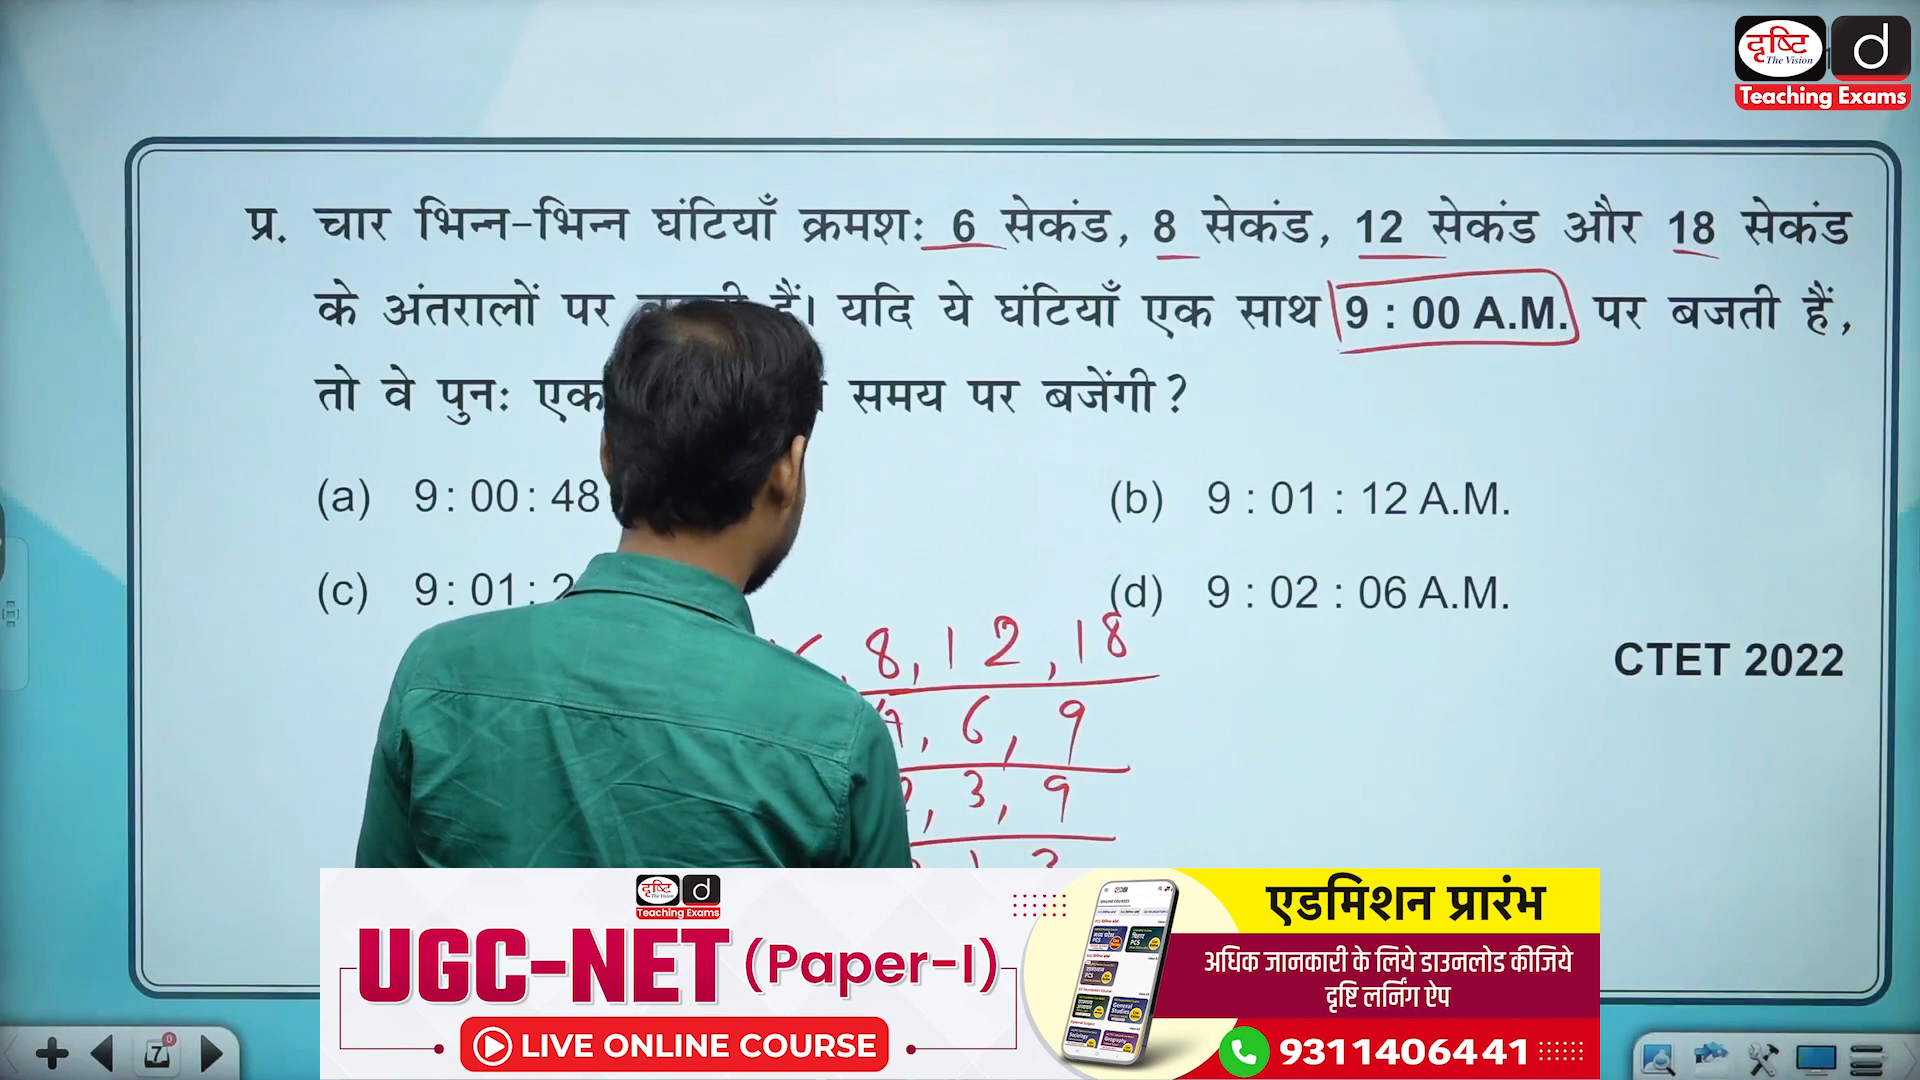 दृष्टि
The Vision
d
Teaching Exams
प्र. चार भिन्न-भिन्न घंटियाँ क्रमशः 6 सेकंड, 8 सेकंड, 12 सेकंड और 18 सेकंड
के अंतरालों पर हैं। यदि ये घंटियाँ एक साथ 9 : 00 A.M. पर बजती हैं,
तो वे पुनः एक समय पर बजेंगी?
(a) 9 : 00 : 48
(b) 9 : 01 : 12 A.M.
(c) 9 : 01 :
(d) 9 : 02 : 06 A.M.
CTET 2022
8, 12, 18
4, 6, 9
2, 3, 9
दृष्टि
The Vision
d
Teaching Exams
UGC-NET (Paper-I)
LIVE ONLINE COURSE
एडमिशन प्रारंभ
अधिक जानकारी के लिये डाउनलोड कीजिये
दृष्टि लर्निंग ऐप
9311406441